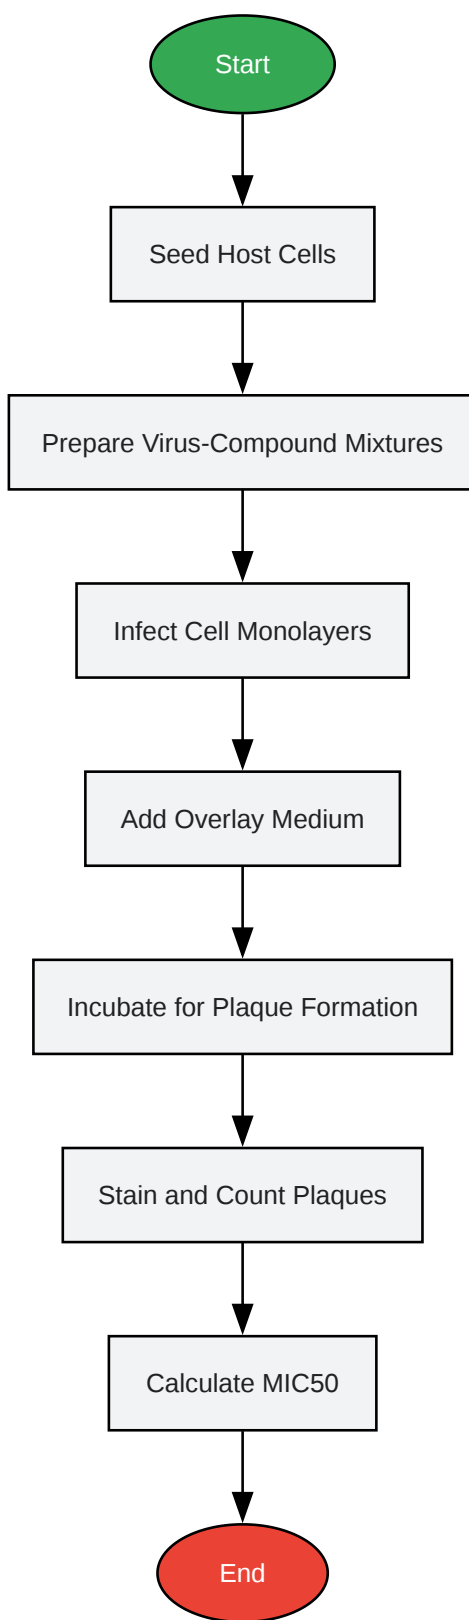 Start
Seed Host Cells
Prepare Virus-Compound Mixtures
Infect Cell Monolayers
Add Overlay Medium
Incubate for Plaque Formation
Stain and Count Plaques
Calculate MIC50
End